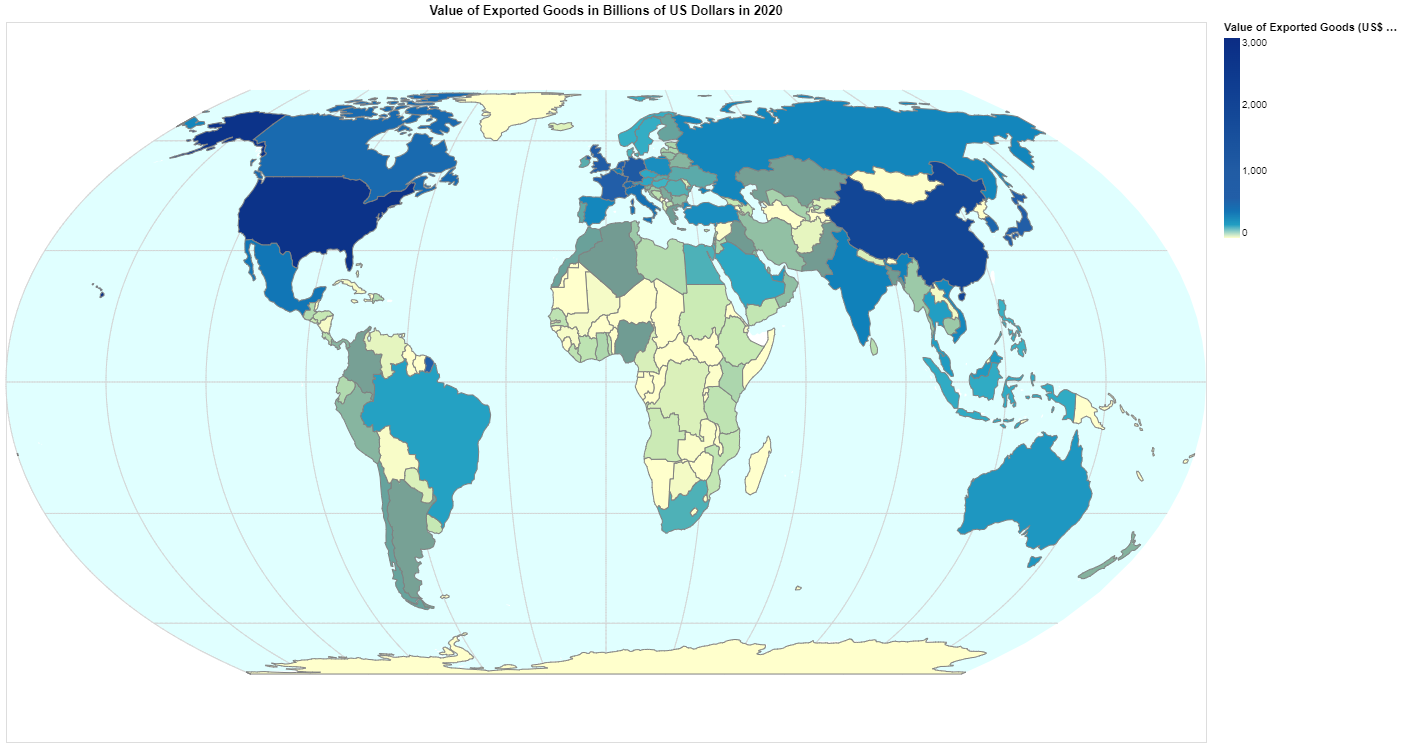 Value of Exported Goods in Billions of US Dollars in 2020
Value of Exported Goods (US$ …
3,000
2,000
1,000
0